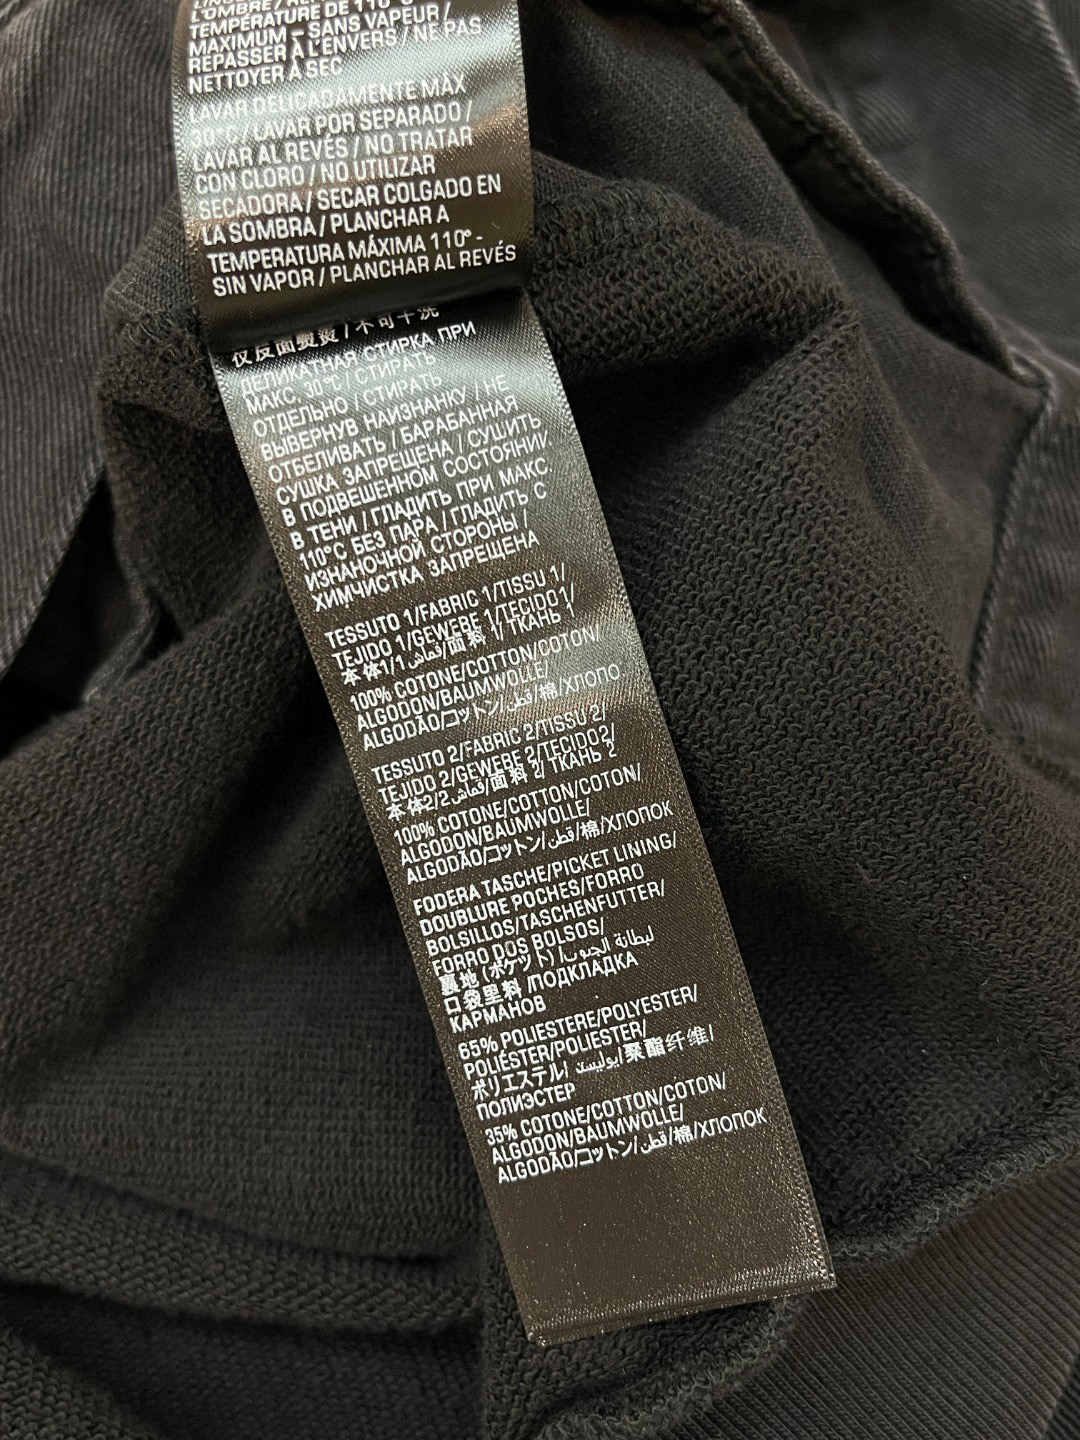 L'OMBRE / RE
TEMPÉRATURE DE 110°C
MAXIMUM – SANS VAPEUR /
REPASSER À L'ENVERS / NE PAS
NETTOYER À SEC
LAVAR DELICADAMENTE MÁX
30°C / LAVAR POR SEPARADO /
LAVAR AL REVÉS / NO TRATAR
CON CLORO / NO UTILIZAR
SECADORA / SECAR COLGADO EN
LA SOMBRA / PLANCHAR A
TEMPERATURA MÁXIMA 110° -
SIN VAPOR / PLANCHAR AL REVÉS
反面熨烫 / 不可干洗
ДЕЛИКАТНАЯ СТИРКА ПРИ
МАКС. 30°C / СТИРАТЬ
ОТДЕЛЬНО / СТИРАТЬ
ВЫВЕРНУВ НАИЗНАНКУ / НЕ
ОТБЕЛИВАТЬ / БАРАБАННАЯ
СУШКА ЗАПРЕЩЕНА / СУШИТЬ
В ПОДВЕШЕННОМ СОСТОЯНИИ
В ТЕНИ / ГЛАДИТЬ ПРИ МАКС.
110°C БЕЗ ПАРА / ГЛАДИТЬ С
ИЗНАНОЧНОЙ СТОРОНЫ /
ХИМЧИСТКА ЗАПРЕЩЕНА
TESSUTO 1/FABRIC 1/TISSU 1/
TEJIDO 1/GEWERE 1/TECIDO1/
本体1/1 قماش/面料 1/ ТКАНЬ 1
100% COTONE/COTTON/COTON/
ALGODON/BAUMWOLLE/
ALGODÃO/コットン/قطن/棉/ХЛОПО
TESSUTO 2/FABRIC 2/TISSU 2/
TEJIDO 2/GEWERE 2/TECIDO2/
本体2/2 قماش/面料 2/ ТКАНЬ 2
100% COTONE/COTTON/COTON/
ALGODON/BAUMWOLLE/
ALGODÃO/コットン/قطن/棉/ХЛОПОК
FODERA TASCHE/PICKET LINING/
DOUBLURE POCHES/FORRO
BOLSILLOS/TASCHENFUTTER/
FORRO DOS BOLSOS/
裏地 (ポケット) /لبطانة الجنوب
口袋里料 /ПОДКЛАДКА
КАРМАНОВ
65% POLIESTERE/POLYESTER/
POLIÉSTER/POLIESTER/
ポリエステル/ بوليستر/聚酯纤维/
ПОЛИЭСТЕР
35% COTONE/COTTON/COTON/
ALGODON/BAUMWOLLE/
ALGODÃO/コットン/قطن/棉/ХЛОПОК